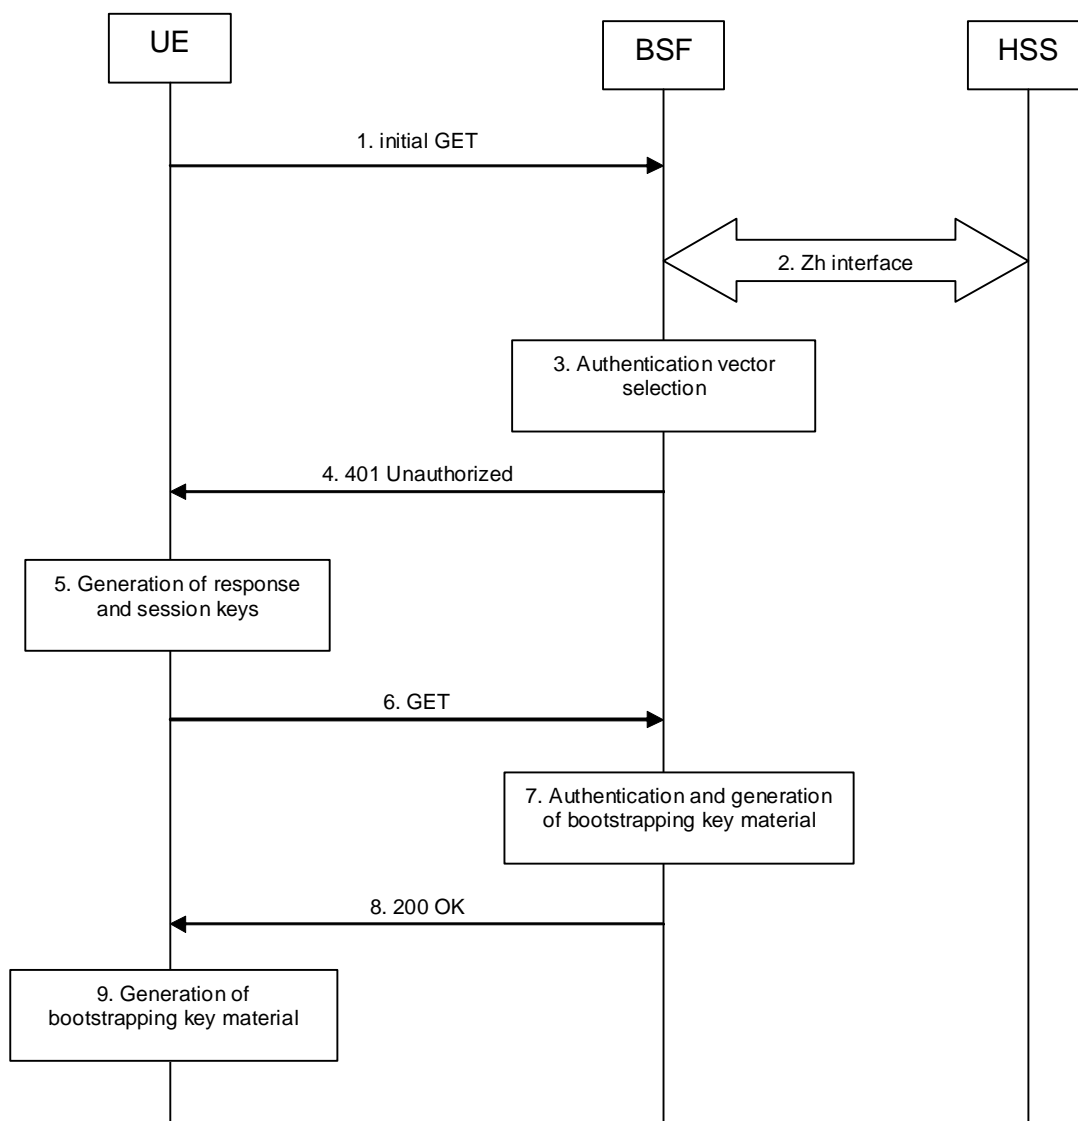 UE
BSF
HSS
1. initial GET
2. Zh interface
3. Authentication vector
selection
4. 401 Unauthorized
5. Generation of response
and session keys
6. GET
7. Authentication and generation
of bootstrapping key material
8. 200 OK
9. Generation of
bootstrapping key material